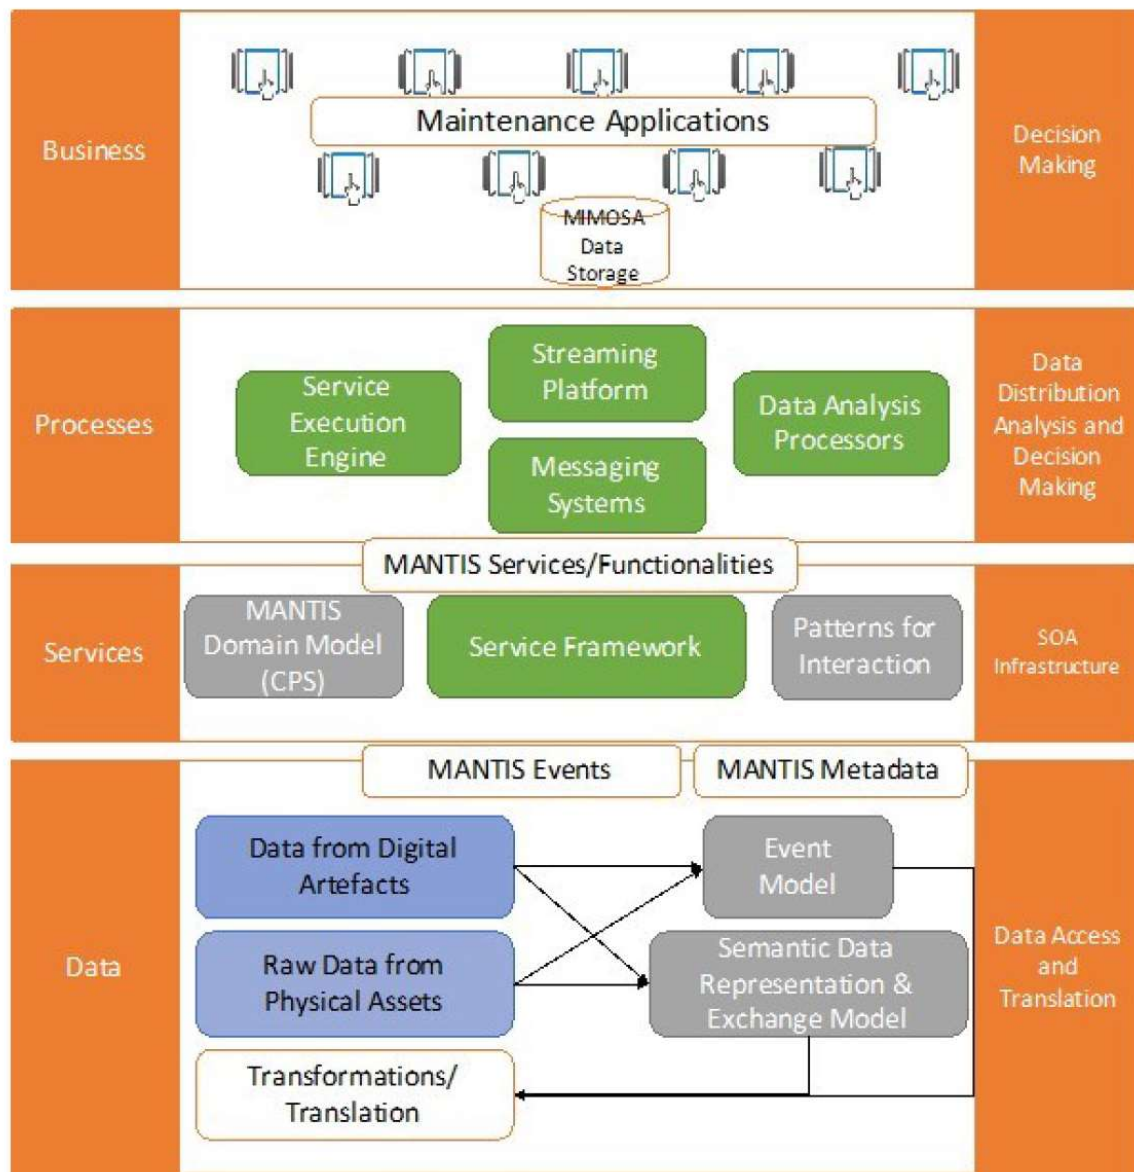 Business
Maintenance Applications
MIMOSA
Data
Storage
Decision
Making
Processes
Service
Execution
Engine
Streaming
Platform
Messaging
Systems
Data Analysis
Processors
Data
Distribution
Analysis and
Decision
Making
MANTIS Services/Functionalities
Services
MANTIS
Domain Model
(CPS)
Service Framework
Patterns for
Interaction
SOA
Infrastructure
MANTIS Events
MANTIS Metadata
Data
Data from Digital
Artefacts
Event
Model
Raw Data from
Physical Assets
Semantic Data
Representation &
Exchange Model
Transformations/
Translation
Data Access
and
Translation